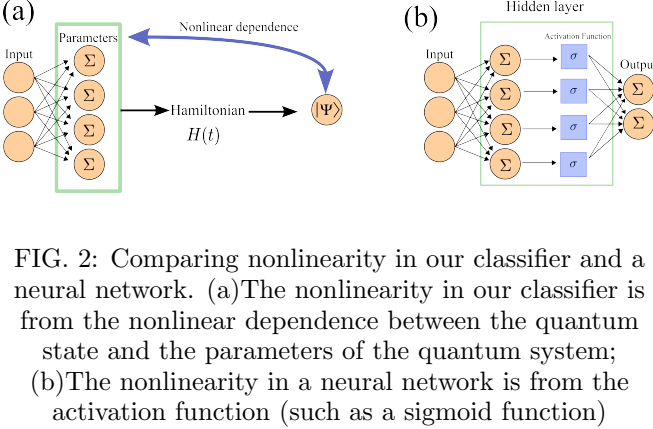 (a)
Nonlinear dependence
Input
Parameters
Σ
Σ
Σ
Σ
Hamiltonian
H(t)
|Ψ⟩
(b)
Hidden layer
Activation Function
Input
Output
Σ
Σ
Σ
Σ
σ
σ
σ
σ
Σ
Σ
FIG. 2: Comparing nonlinearity in our classifier and a
neural network. (a)The nonlinearity in our classifier is
from the nonlinear dependence between the quantum
state and the parameters of the quantum system;
(b)The nonlinearity in a neural network is from the
activation function (such as a sigmoid function)